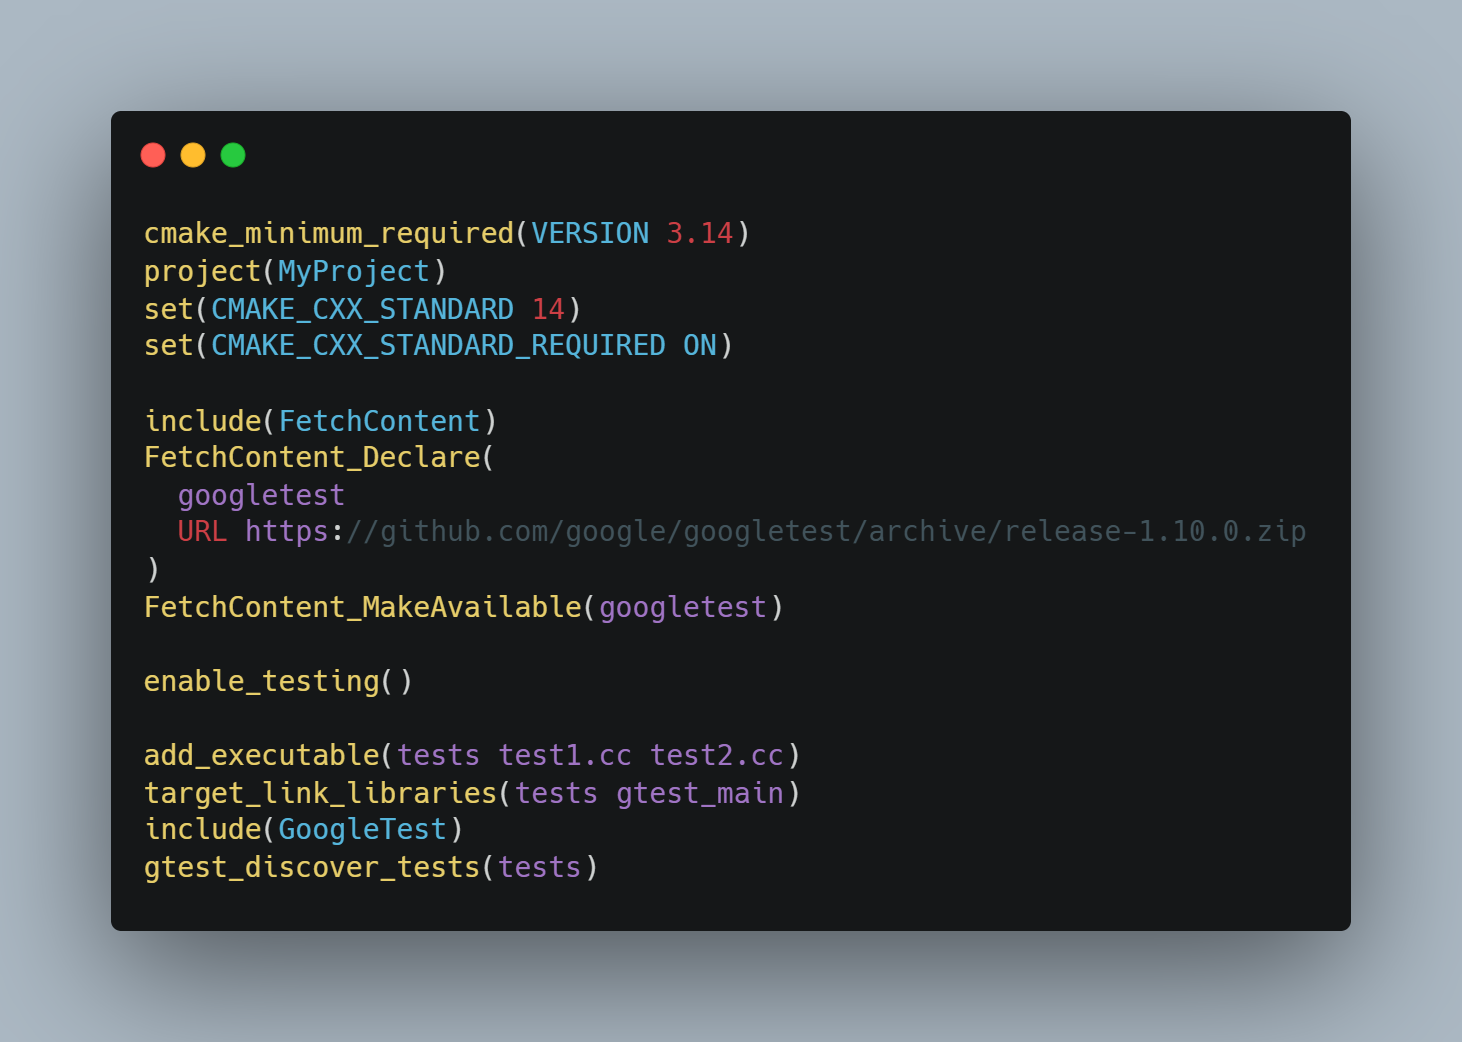 cmake_minimum_required(VERSION 3.14)
project(MyProject)
set(CMAKE_CXX_STANDARD 14)
set(CMAKE_CXX_STANDARD_REQUIRED ON)

include(FetchContent)
FetchContent_Declare(
  googletest
  URL https://github.com/google/googletest/archive/release-1.10.0.zip
)
FetchContent_MakeAvailable(googletest)

enable_testing()

add_executable(tests test1.cc test2.cc)
target_link_libraries(tests gtest_main)
include(GoogleTest)
gtest_discover_tests(tests)